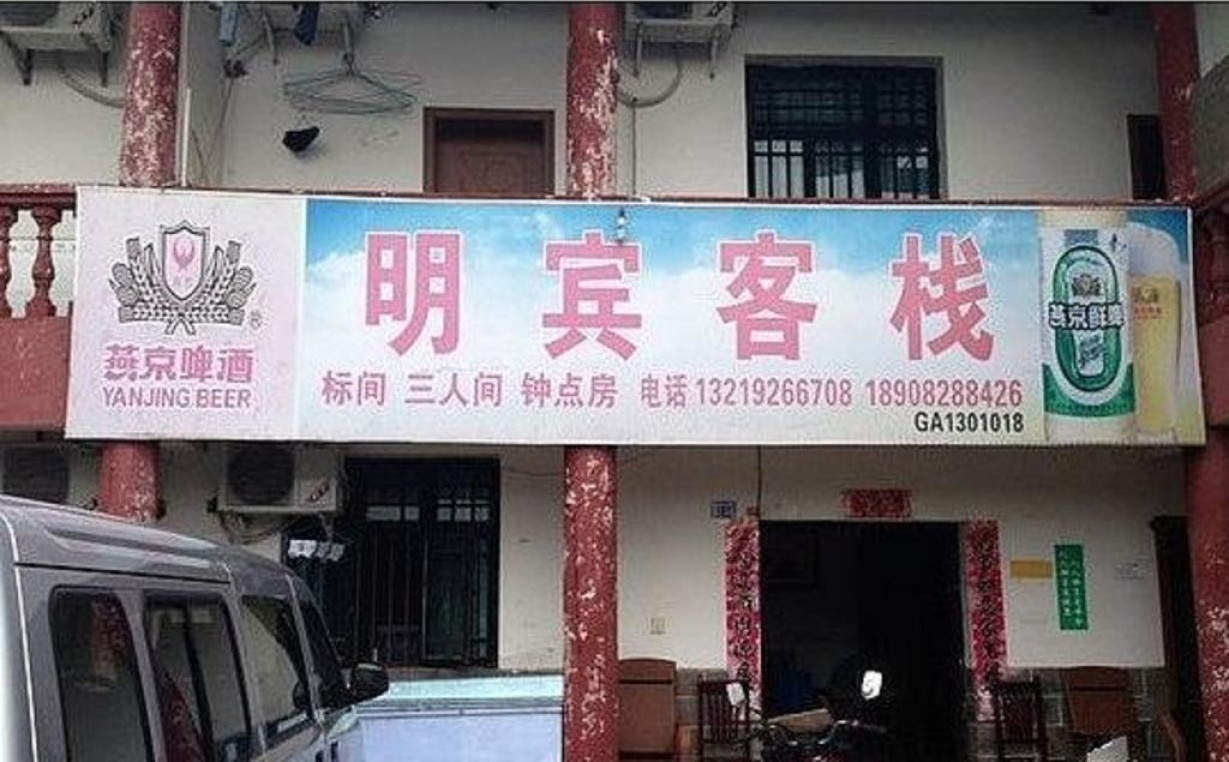 燕京啤酒
YANJING BEER
®
明宾客栈
标间 三人间 钟点房 电话 13219266708 18908288426
GA1301018
燕京鲜啤